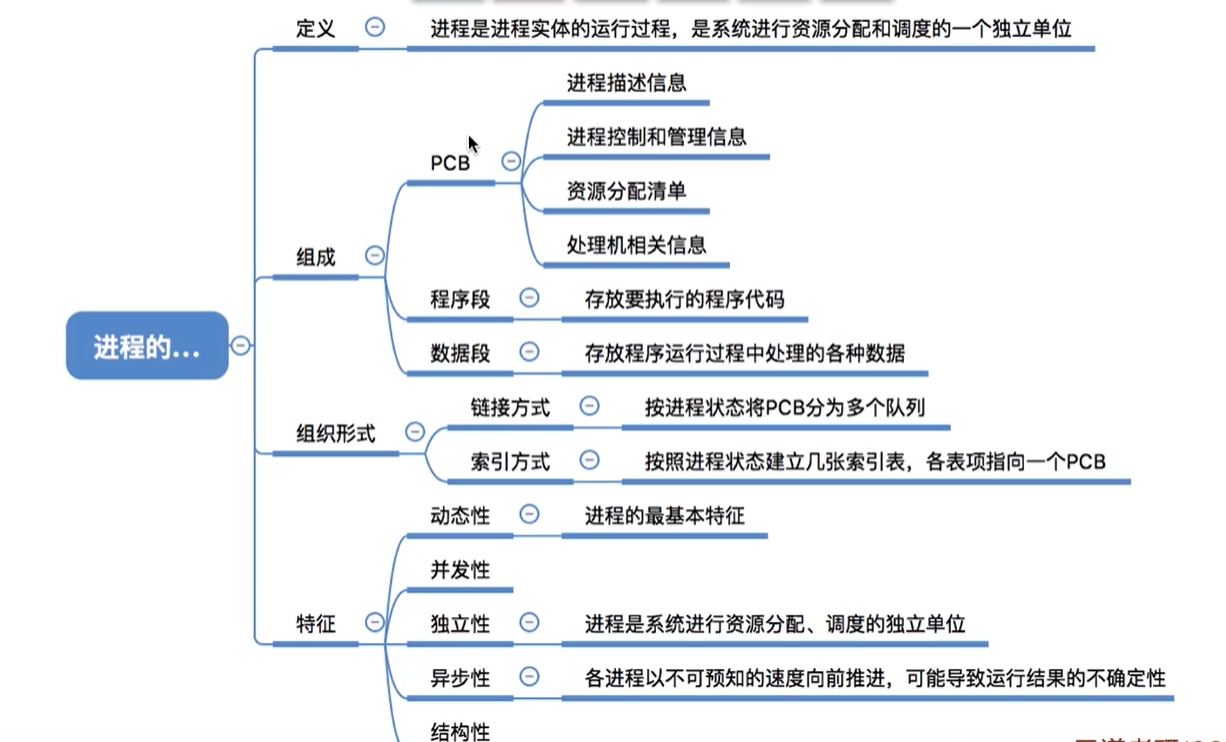 定义
进程是进程实体的运行过程，是系统进行资源分配和调度的一个独立单位
进程描述信息
进程控制和管理信息
PCB
资源分配清单
处理机相关信息
组成
程序段
存放要执行的程序代码
进程的...
数据段
存放程序运行过程中处理的各种数据
链接方式
按进程状态将PCB分为多个队列
组织形式
索引方式
按照进程状态建立几张索引表，各表项指向一个PCB
动态性
进程的最基本特征
并发性
特征
独立性
进程是系统进行资源分配、调度的独立单位
异步性
各进程以不可预知的速度向前推进，可能导致运行结果的不确定性
结构性